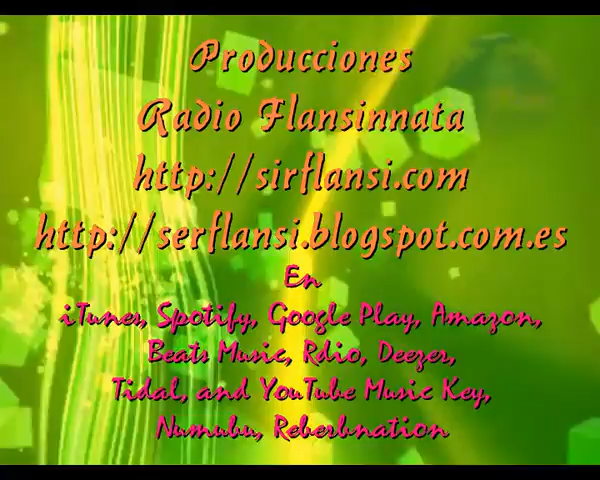 Producciones
Radio Flansinnata
http://sirflansi.com
http://serflansi.blogspot.com.es
En
iTunes, Spotify, Google Play, Amazon,
Beats Music, Rdio, Deezer,
Tidal, and YouTube Music Key,
Numubu, Reberbnation